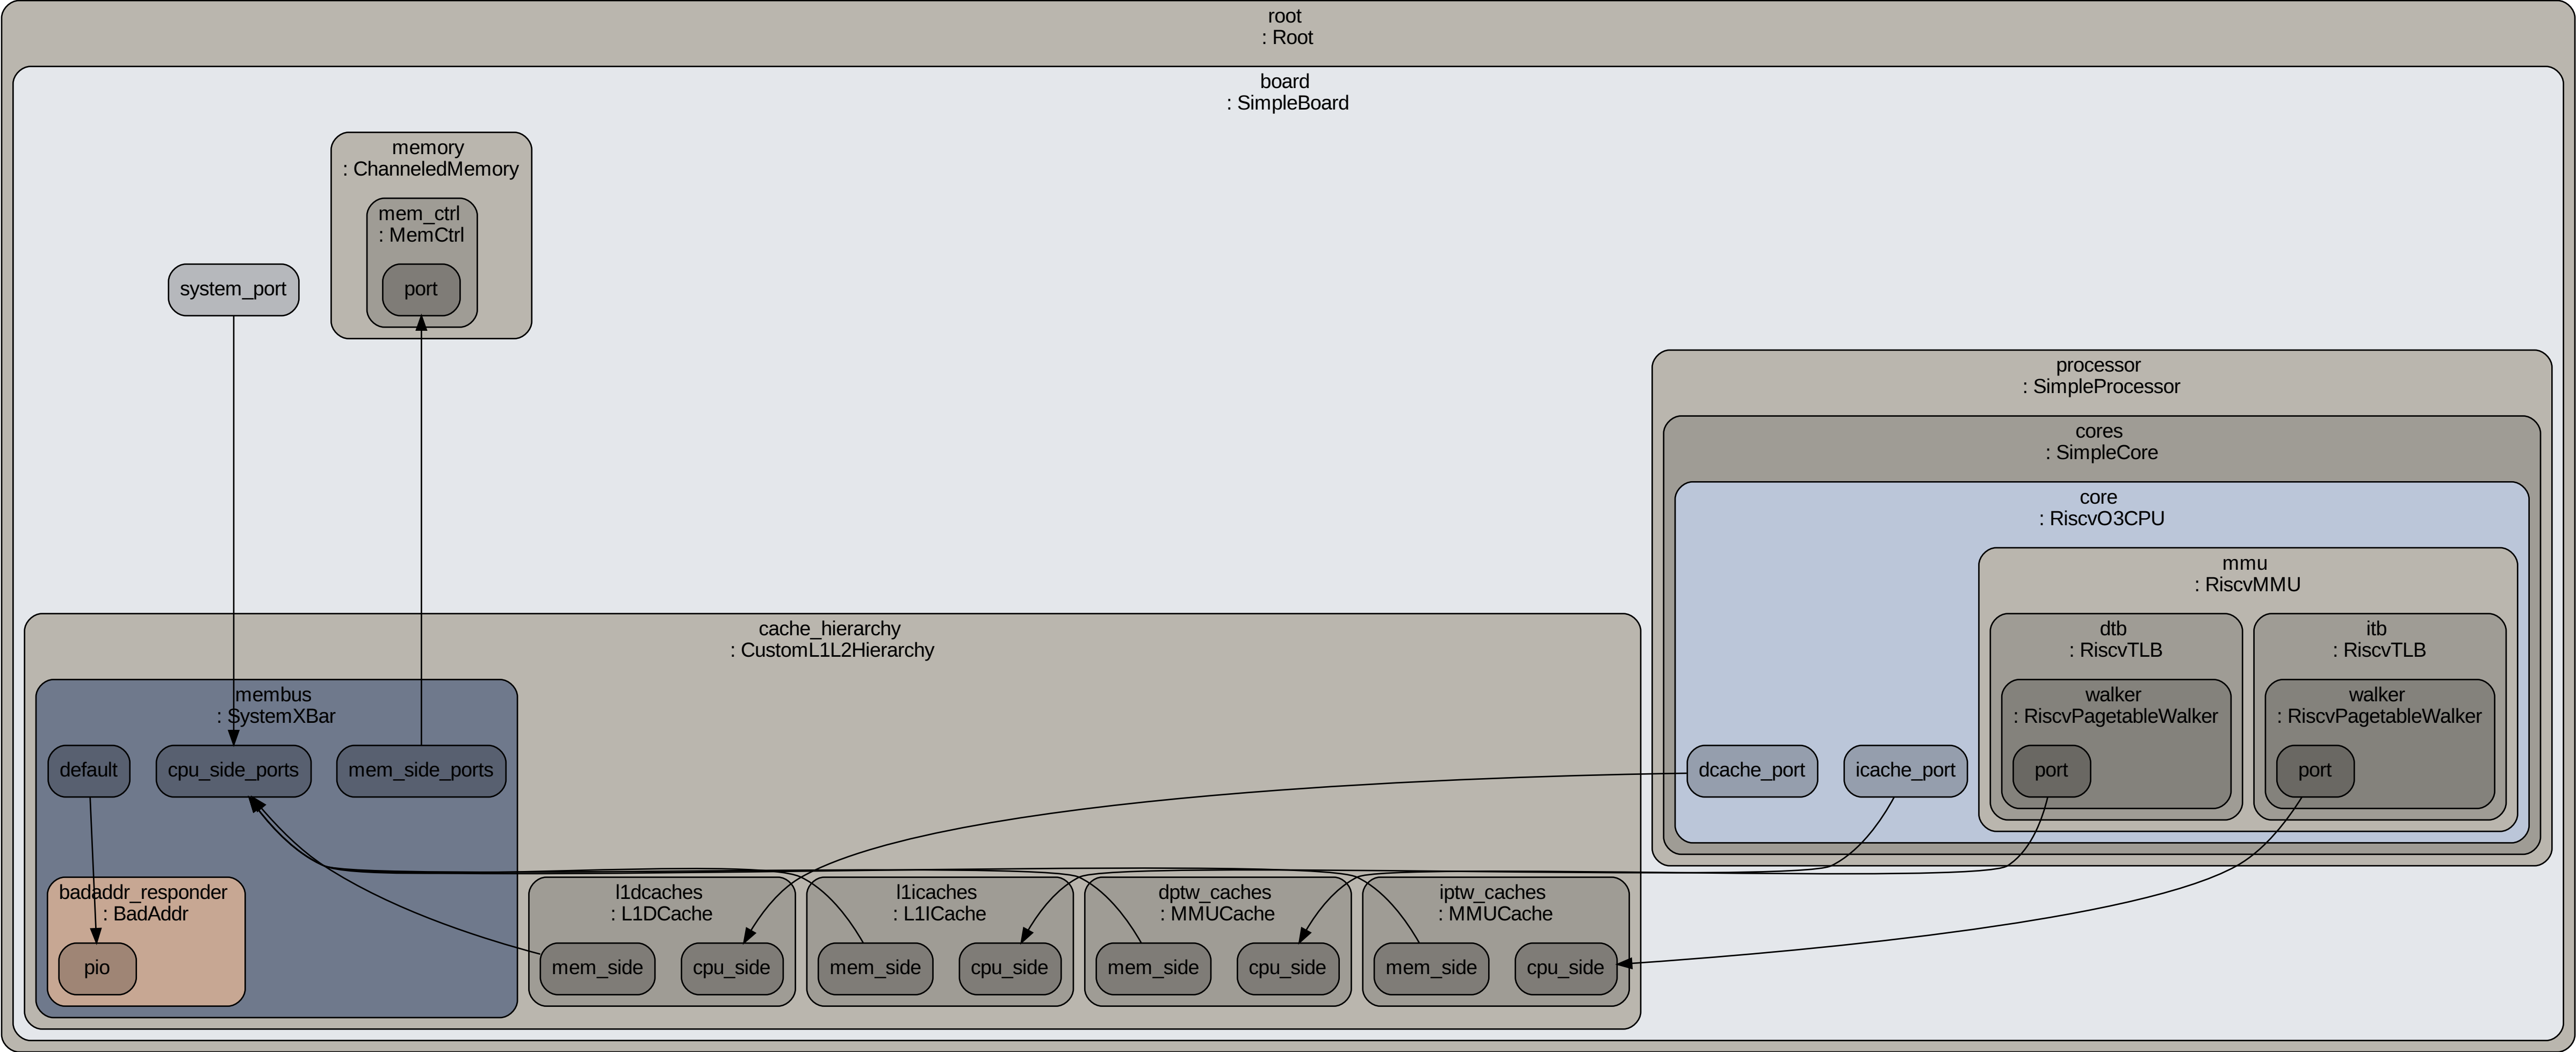 root
: Root
board
: SimpleBoard
memory
: ChanneledMemory
mem_ctrl
: MemCtrl
port
system_port
processor
: SimpleProcessor
cores
: SimpleCore
core
: RiscvO3CPU
mmu
: RiscvMMU
dtb
: RiscvTLB
walker
: RiscvPagetableWalker
port
itb
: RiscvTLB
walker
: RiscvPagetableWalker
port
dcache_port
icache_port
cache_hierarchy
: CustomL1L2Hierarchy
membus
: SystemXBar
default
cpu_side_ports
mem_side_ports
badaddr_responder
: BadAddr
pio
l1dcaches
: L1DCache
mem_side
cpu_side
l1icaches
: L1ICache
mem_side
cpu_side
dptw_caches
: MMUCache
mem_side
cpu_side
iptw_caches
: MMUCache
mem_side
cpu_side